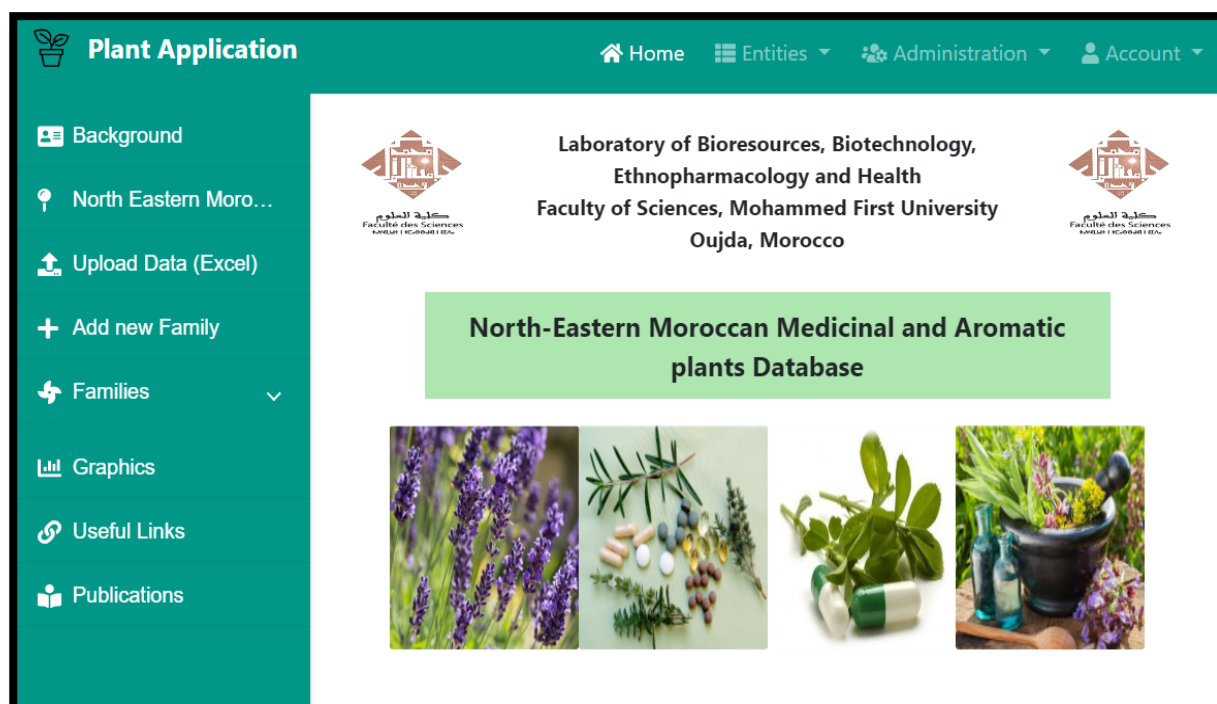 Plant Application
Home
Entities
Administration
Account
Background
North Eastern Moro...
Upload Data (Excel)
Add new Family
Families
Graphics
Useful Links
Publications
Laboratory of Bioresources, Biotechnology,
Ethnopharmacology and Health
Faculty of Sciences, Mohammed First University
Oujda, Morocco
كلية العلوم
Faculté des Sciences
كلية العلوم
Faculté des Sciences
North-Eastern Moroccan Medicinal and Aromatic
plants Database